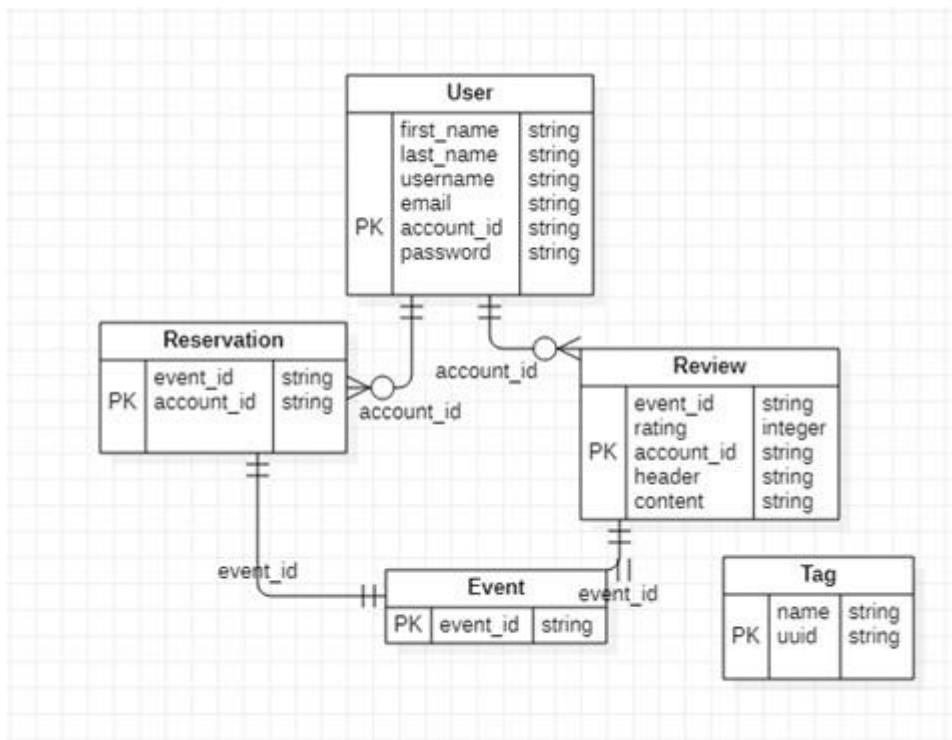 User
first_name string
last_name string
username string
email string
PK account_id string
password string
Reservation
event_id string
PK account_id string
account_id
account_id
Review
event_id string
rating integer
PK account_id string
header string
content string
event_id
Event
PK event_id string
event_id
Tag
name string
PK uuid string